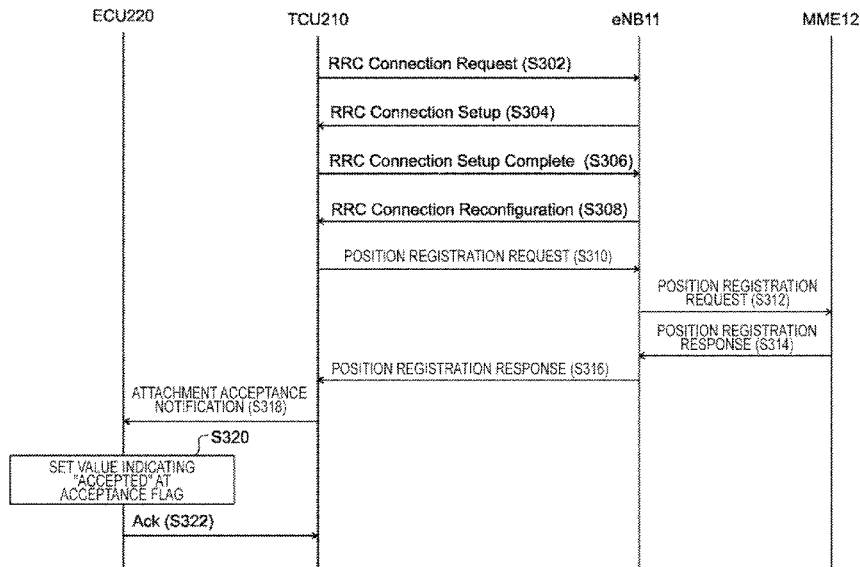 ECU220
TCU210
eNB11
MME12
RRC Connection Request (S302)
RRC Connection Setup (S304)
RRC Connection Setup Complete (S306)
RRC Connection Reconfiguration (S308)
POSITION REGISTRATION REQUEST (S310)
POSITION REGISTRATION
REQUEST (S312)
POSITION REGISTRATION
RESPONSE (S314)
POSITION REGISTRATION RESPONSE (S316)
ATTACHMENT ACCEPTANCE
NOTIFICATION (S318)
S320
SET VALUE INDICATING
"ACCEPTED" AT
ACCEPTANCE FLAG
Ack (S322)